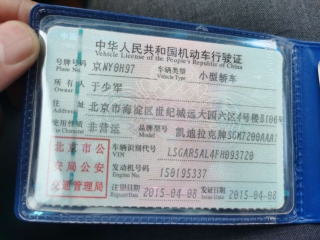 中华人民共和国机动车行驶证
Vehicle License of the People's Republic of China
号牌号码 京NY0H97 车辆类型 小型轿车
Plate No. Vehicle Type
所有人 于少军
Owner
住址 北京市海淀区世纪城远大园六区4号楼B106号
Address
使用性质 非营运 品牌型号 凯迪拉克牌SGM7200AAA1
Use Character Model
北京市公 车辆识别代号 LSGAR5AL4FH093720
VIN
安局公安 发动机号码 150195337
Engine No.
交通管理局 注册日期 2015-04-08 发证日期 2015-04-08
Register Date Issue Date